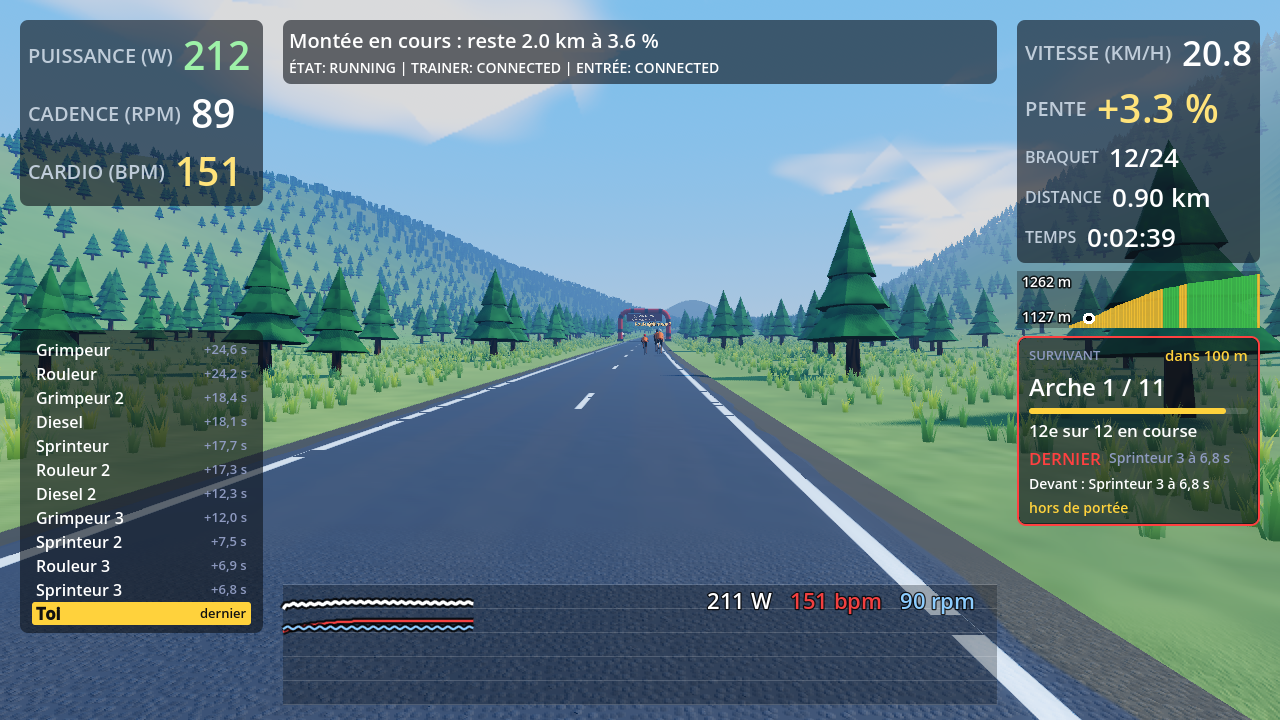 PUISSANCE (W) 212
CADENCE (RPM) 89
CARDIO (BPM) 151
Montée en cours : reste 2.0 km à 3.6 %
ÉTAT: RUNNING | TRAINER: CONNECTED | ENTRÉE: CONNECTED
VITESSE (KM/H) 20.8
PENTE +3.3 %
BRAQUET 12/24
DISTANCE 0.90 km
TEMPS 0:02:39
1262 m
1127 m
SURVIVANT dans 100 m
Arche 1 / 11
12e sur 12 en course
DERNIER Sprinteur 3 à 6,8 s
Devant : Sprinteur 3 à 6,8 s
hors de portée
Grimpeur +24,6 s
Rouleur +24,2 s
Grimpeur 2 +18,4 s
Diesel +18,1 s
Sprinteur +17,7 s
Rouleur 2 +17,3 s
Diesel 2 +12,3 s
Grimpeur 3 +12,0 s
Sprinteur 2 +7,5 s
Rouleur 3 +6,9 s
Sprinteur 3 +6,8 s
Toi dernier
211 W 151 bpm 90 rpm